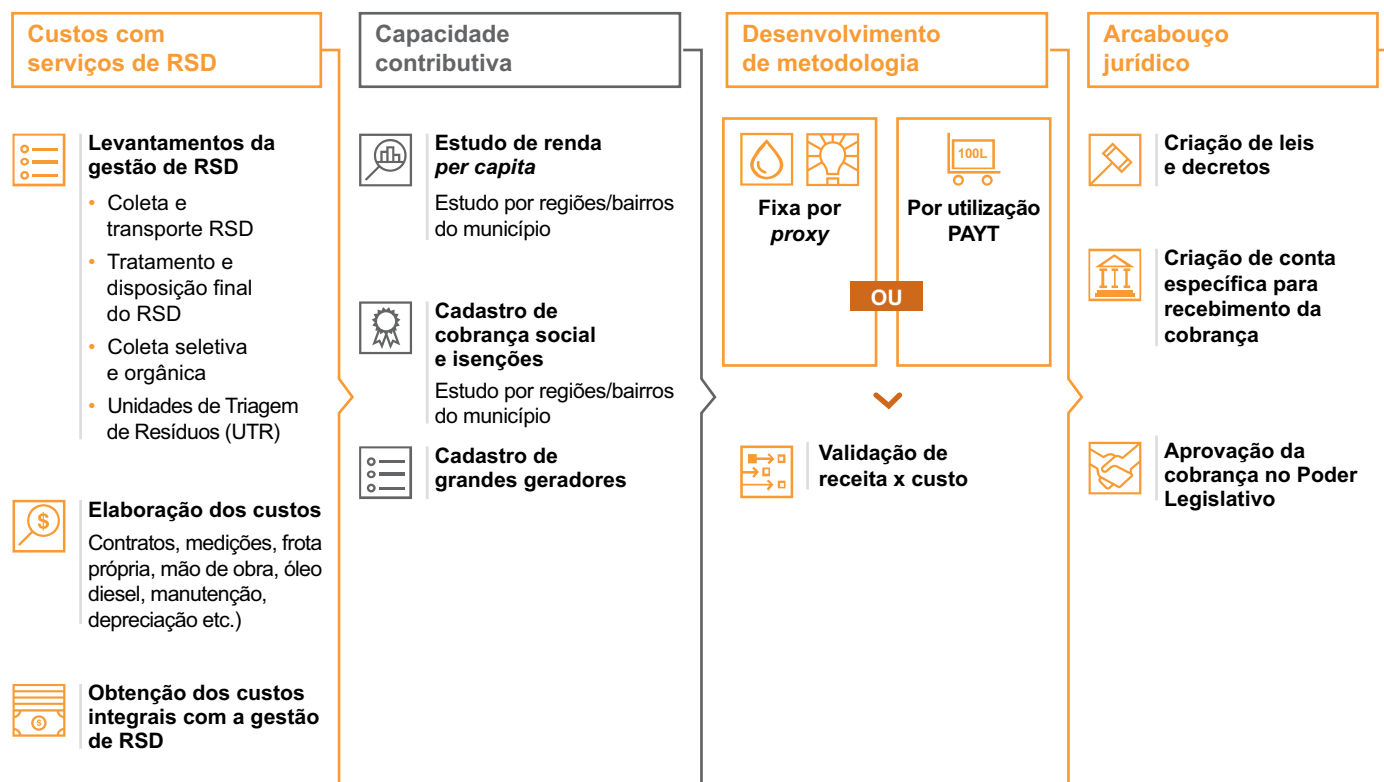 Custos com
serviços de RSD
Levantamentos da
gestão de RSD
• Coleta e
transporte RSD
• Tratamento e
disposição final
do RSD
• Coleta seletiva
e orgânica
• Unidades de Triagem
de Resíduos (UTR)
$
Elaboração dos custos
Contratos, medições, frota
própria, mão de obra, óleo
diesel, manutenção,
depreciação etc.)
$
Obtenção dos custos
integrais com a gestão
de RSD
Capacidade
contributiva
Estudo de renda
per capita
Estudo por regiões/bairros
do município
Cadastro de
cobrança social
e isenções
Estudo por regiões/bairros
do município
Cadastro de
grandes geradores
Desenvolvimento
de metodologia
Fixa por
proxy
OU
100L
Por utilização
PAYT
Validação de
receita x custo
Arcabouço
jurídico
Criação de leis
e decretos
Criação de conta
específica para
recebimento da
cobrança
Aprovação da
cobrança no Poder
Legislativo